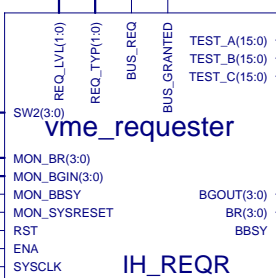 REQ_LVL(1:0)
REQ_TYP(1:0)
BUS_REQ
BUS_GRANTED
TEST_A(15:0)
TEST_B(15:0)
TEST_C(15:0)
SW2(3:0)
vme_requester
MON_BR(3:0)
MON_BGIN(3:0)
MON_BBSY BGOUT(3:0)
MON_SYSRESET BR(3:0)
RST BBSY
ENA
SYSCLK IH_REQR